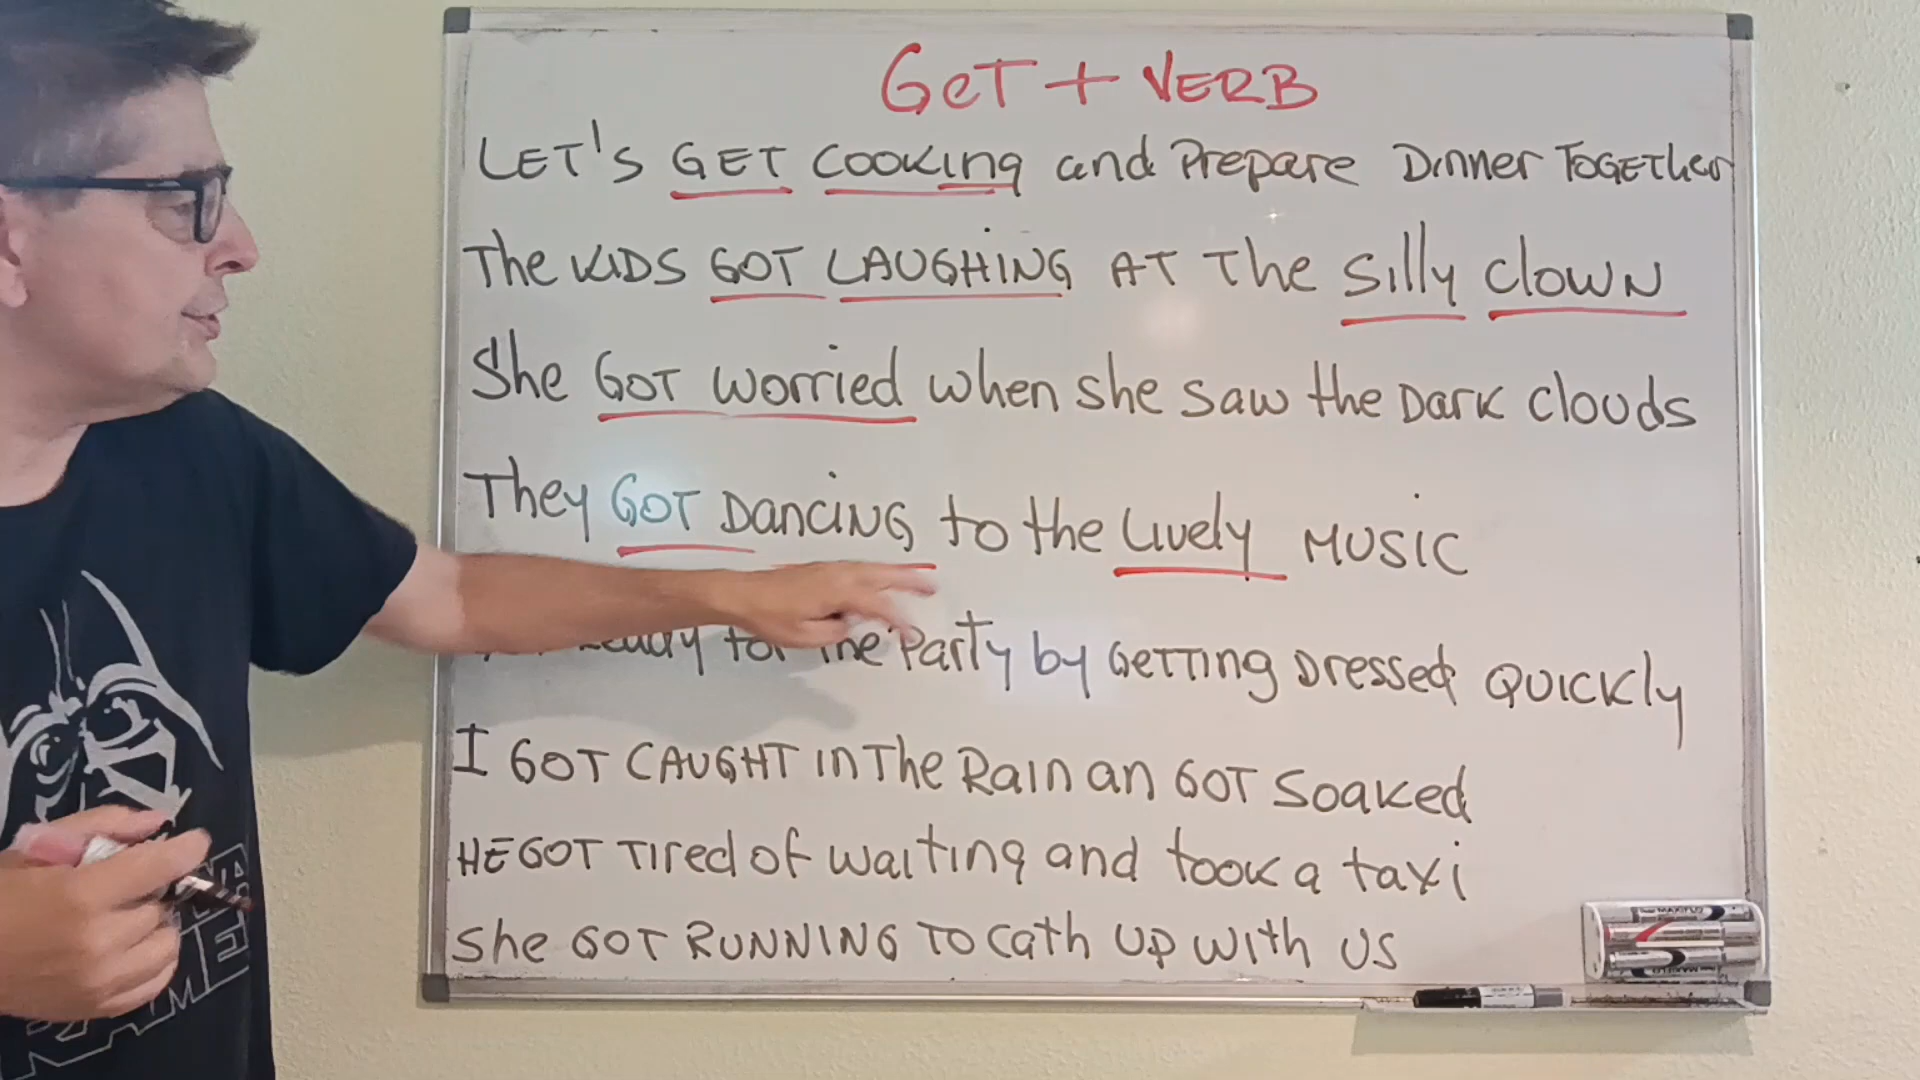 GeT + VERB
LET'S GET COOKing and Prepare Dinner TOGETher
The KIDS GOT LAUGHING AT The Silly Clown
She GOT Worried when she saw the DARK Clouds
They GOT DancING to the Lively MUSIC
for the Party by GeTTing Dressed QUICKly
I GOT CAUGHT In The Rain an GOT Soaked
HE GOT Tired of waiting and took a taxi
She GOT RUNNING TO Cath UP With US